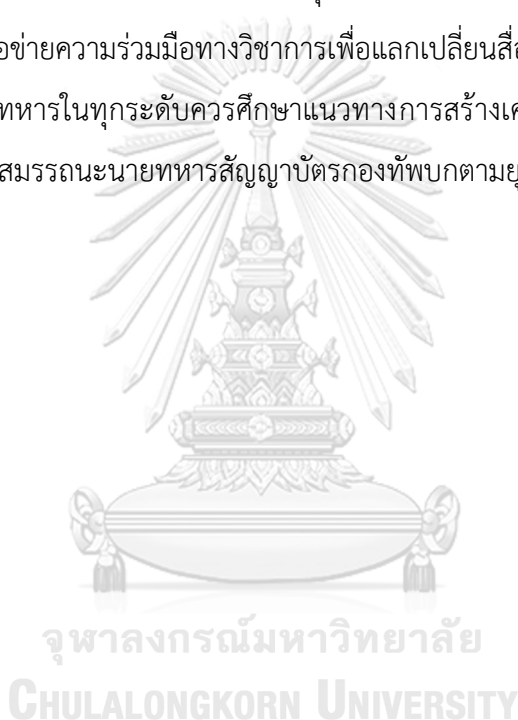 อข่ายความร่วมมือทางวิชาการเพื่อแลกเปลี่ยนสื่อ
ทหารในทุกระดับควรศึกษาแนวทางการสร้างเค
สมรรถนะนายทหารสัญญาบัตรกองทัพบกตามยุ
จุฬาลงกรณ์มหาวิทยาลัย
CHULALONGKORN UNIVERSITY